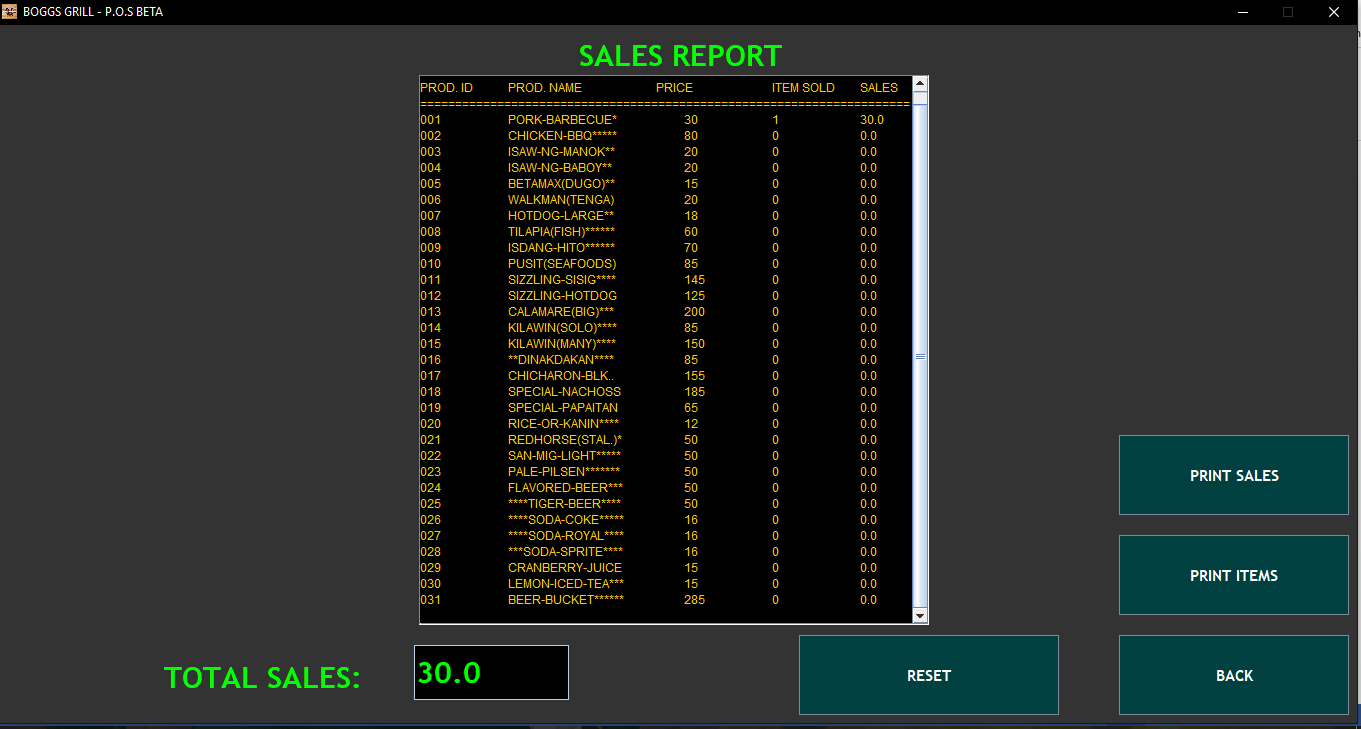 BOGGS GRILL - P.O.S BETA
SALES REPORT
PROD. ID PROD. NAME PRICE ITEM SOLD SALES
======================================================================
001 PORK-BARBECUE* 30 1 30.0
002 CHICKEN-BBQ***** 80 0 0.0
003 ISAW-NG-MANOK** 20 0 0.0
004 ISAW-NG-BABOY** 20 0 0.0
005 BETAMAX(DUGO)** 15 0 0.0
006 WALKMAN(TENGA) 20 0 0.0
007 HOTDOG-LARGE** 18 0 0.0
008 TILAPIA(FISH)****** 60 0 0.0
009 ISDANG-HITO****** 70 0 0.0
010 PUSIT(SEAFOODS) 85 0 0.0
011 SIZZLING-SISIG**** 145 0 0.0
012 SIZZLING-HOTDOG 125 0 0.0
013 CALAMARE(BIG)*** 200 0 0.0
014 KILAWIN(SOLO)**** 85 0 0.0
015 KILAWIN(MANY)**** 150 0 0.0
016 **DINAKDAKAN**** 85 0 0.0
017 CHICHARON-BLK.. 155 0 0.0
018 SPECIAL-NACHOSS 185 0 0.0
019 SPECIAL-PAPAITAN 65 0 0.0
020 RICE-OR-KANIN**** 12 0 0.0
021 REDHORSE(STAL.)* 50 0 0.0
022 SAN-MIG-LIGHT***** 50 0 0.0
023 PALE-PILSEN******* 50 0 0.0
024 FLAVORED-BEER*** 50 0 0.0
025 ****TIGER-BEER**** 50 0 0.0
026 ****SODA-COKE***** 16 0 0.0
027 ****SODA-ROYAL**** 16 0 0.0
028 ***SODA-SPRITE**** 16 0 0.0
029 CRANBERRY-JUICE 15 0 0.0
030 LEMON-ICED-TEA*** 15 0 0.0
031 BEER-BUCKET****** 285 0 0.0
PRINT SALES
PRINT ITEMS
TOTAL SALES: 30.0
RESET
BACK